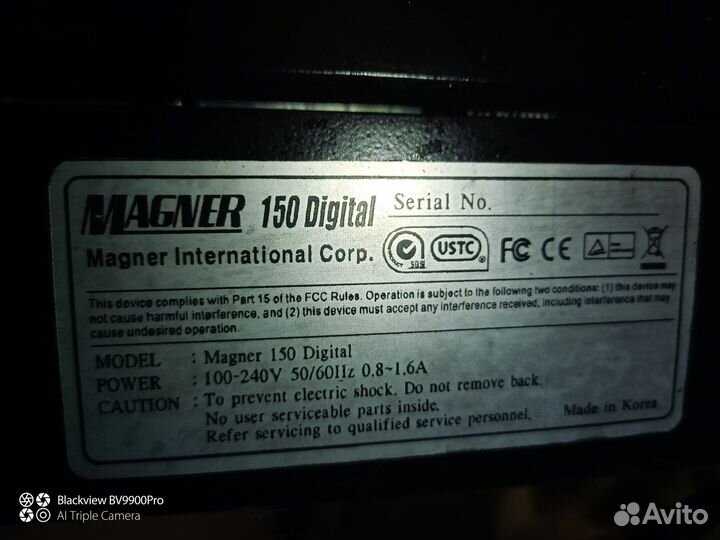 MAGNER 150 Digital Serial No.
Magner International Corp. USTC FC CE
This device complies with Part 15 of the FCC Rules. Operation is subject to the following two conditions: (1) this device may
not cause harmful interference, and (2) this device must accept any interference received, including interference that may
cause undesired operation.
MODEL : Magner 150 Digital
POWER : 100-240V 50/60Hz 0.8~1.6A
CAUTION : To prevent electric shock. Do not remove back.
No user serviceable parts inside.
Refer servicing to qualified service personnel.
Made in Korea
Blackview BV9900Pro
AI Triple Camera
Avito